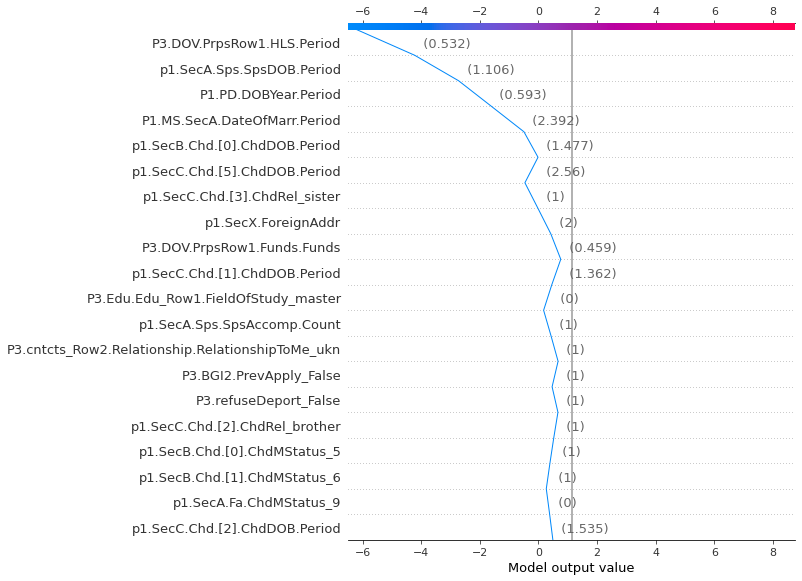 −6 −4 −2 0 2 4 6 8
P3.DOV.PrpsRow1.HLS.Period (0.532)
p1.SecA.Sps.SpsDOB.Period (1.106)
P1.PD.DOBYear.Period (0.593)
P1.MS.SecA.DateOfMarr.Period (2.392)
p1.SecB.Chd.[0].ChdDOB.Period (1.477)
p1.SecC.Chd.[5].ChdDOB.Period (2.56)
p1.SecC.Chd.[3].ChdRel_sister (1)
p1.SecX.ForeignAddr (2)
P3.DOV.PrpsRow1.Funds.Funds (0.459)
p1.SecC.Chd.[1].ChdDOB.Period (1.362)
P3.Edu.Edu_Row1.FieldOfStudy_master (0)
p1.SecA.Sps.SpsAccomp.Count (1)
P3.cntcts_Row2.Relationship.RelationshipToMe_ukn (1)
P3.BGI2.PrevApply_False (1)
P3.refuseDeport_False (1)
p1.SecC.Chd.[2].ChdRel_brother (1)
p1.SecB.Chd.[0].ChdMStatus_5 (1)
p1.SecB.Chd.[1].ChdMStatus_6 (1)
p1.SecA.Fa.ChdMStatus_9 (0)
p1.SecC.Chd.[2].ChdDOB.Period (1.535)
−6 −4 −2 0 2 4 6 8
Model output value